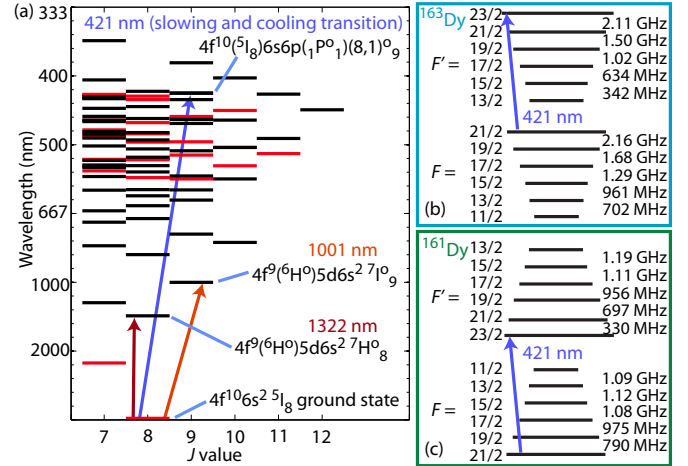 (a)
333
400
500
667
1000
2000
Wavelength (nm)
421 nm (slowing and cooling transition)
4f¹⁰(⁵I₈)6s6p(₁P⁰₁)(8,1)⁰₉
1001 nm
4f⁹(⁶H⁰)5d6s² ⁷I⁰₉
1322 nm
4f⁹(⁶H⁰)5d6s² ⁷H₈
4f¹⁰6s² ⁵I₈ ground state
6 7 8 9 10 11 12
J value
¹⁶³Dy
23/2
2.11 GHz
21/2
1.50 GHz
19/2
1.02 GHz
F' = 17/2
634 MHz
15/2
342 MHz
13/2
421 nm
21/2
2.16 GHz
19/2
1.68 GHz
F = 17/2
1.29 GHz
15/2
961 MHz
13/2
702 MHz
11/2
(b)
¹⁶¹Dy
13/2
1.19 GHz
15/2
1.11 GHz
17/2
956 MHz
F' = 19/2
697 MHz
21/2
330 MHz
23/2
421 nm
11/2
1.09 GHz
13/2
1.12 GHz
15/2
1.08 GHz
F = 17/2
975 MHz
19/2
790 MHz
21/2
(c)